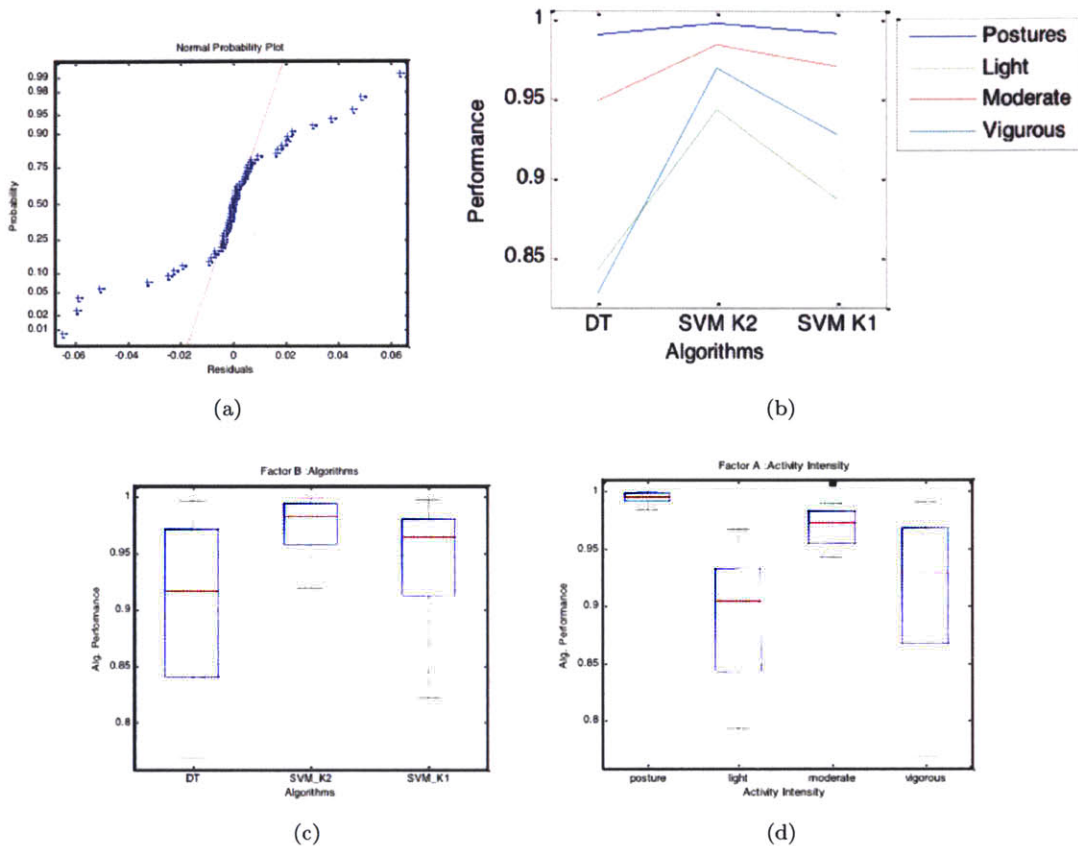 Normal Probability Plot
0.99
0.98
0.95
0.90
0.75
0.50
0.25
0.10
0.05
0.02
0.01
Probability
-0.06 -0.04 -0.02 0 0.02 0.04 0.06
Residuals
(a)
1
0.95
0.9
0.85
Performance
DT SVM K2 SVM K1
Algorithms
Postures
Light
Moderate
Vigurous
(b)
Factor B :Algorithms
1
0.95
0.9
0.85
0.8
Alg. Performance
DT SVM_K2 SVM_K1
Algorithms
(c)
Factor A :Activity Intensity
1
0.95
0.9
0.85
0.8
Alg. Performance
posture light moderate vigorous
Activity Intensity
(d)